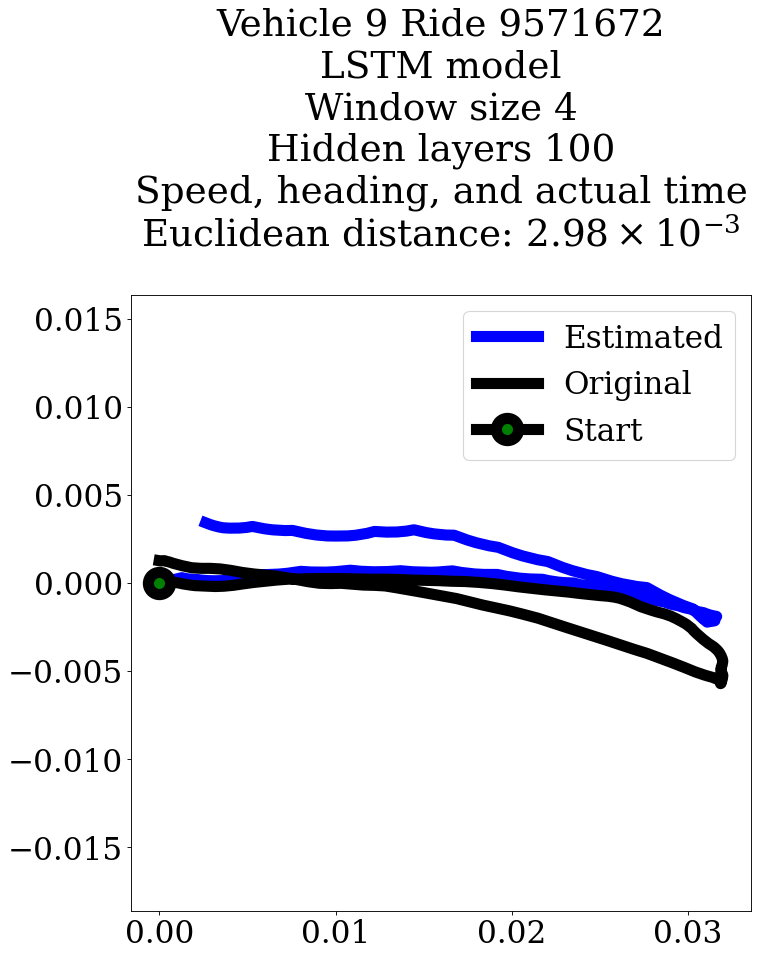 Vehicle 9 Ride 9571672
LSTM model
Window size 4
Hidden layers 100
Speed, heading, and actual time
Euclidean distance: 2.98 × 10⁻³
Estimated
Original
Start
0.015
0.010
0.005
0.000
−0.005
−0.010
−0.015
0.00 0.01 0.02 0.03